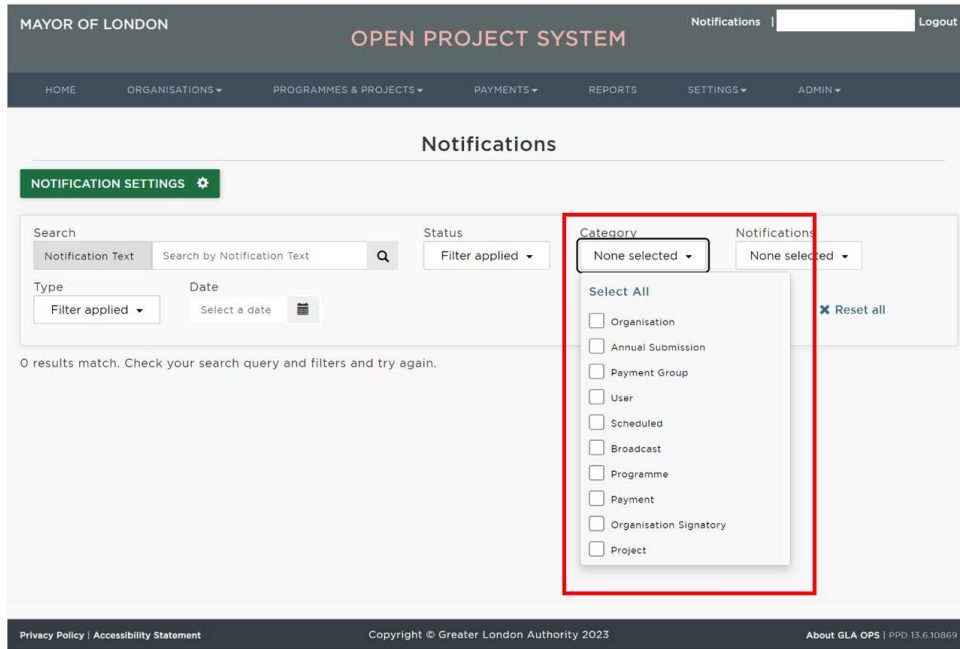 MAYOR OF LONDON
OPEN PROJECT SYSTEM
Notifications | Logout
HOME ORGANISATIONS PROGRAMMES & PROJECTS PAYMENTS REPORTS SETTINGS ADMIN
Notifications
NOTIFICATION SETTINGS
Search Status Category Notifications
Notification Text Search by Notification Text Filter applied None selected None selected
Type Date
Filter applied Select a date Reset all
0 results match. Check your search query and filters and try again.
Select All
Organisation
Annual Submission
Payment Group
User
Scheduled
Broadcast
Programme
Payment
Organisation Signatory
Project
Privacy Policy | Accessibility Statement Copyright © Greater London Authority 2023 About GLA OPS | PPD 13.6.10869